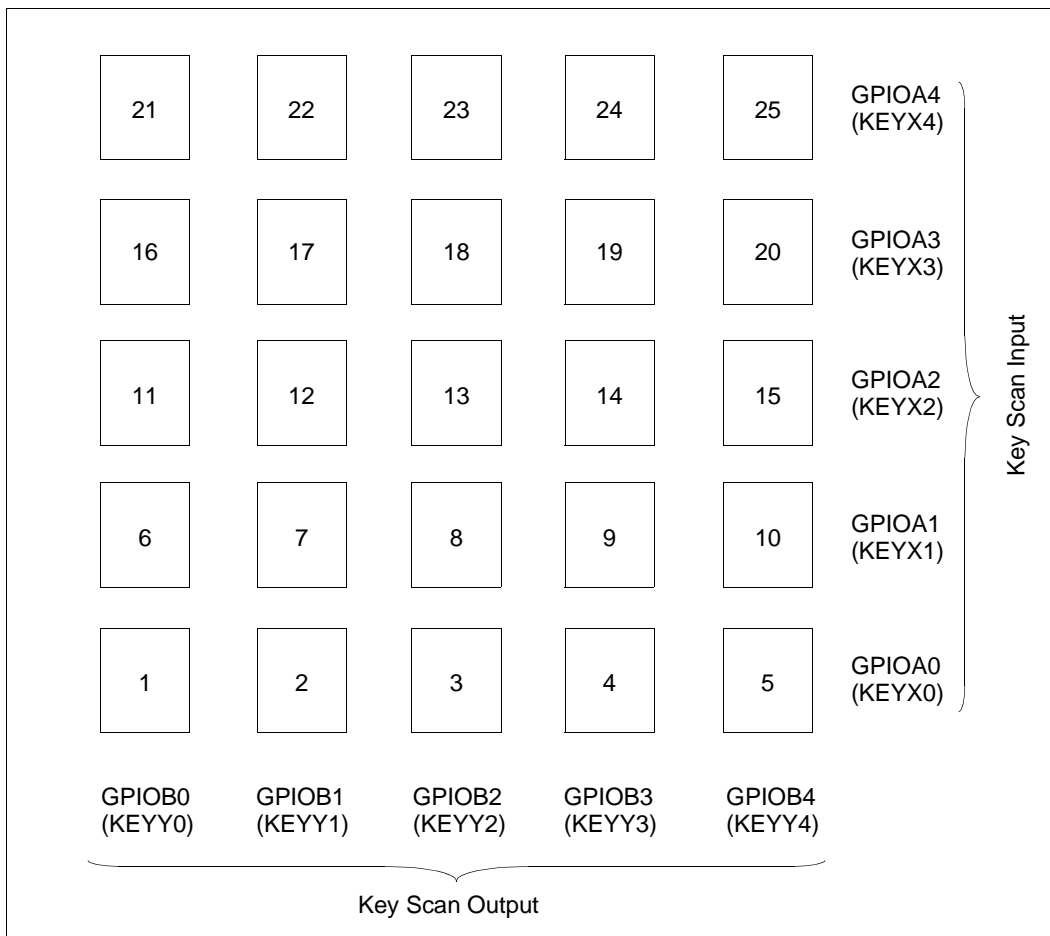 21 22 23 24 25 GPIOA4
(KEYX4)
16 17 18 19 20 GPIOA3
(KEYX3)
11 12 13 14 15 GPIOA2
(KEYX2)
6 7 8 9 10 GPIOA1
(KEYX1)
1 2 3 4 5 GPIOA0
(KEYX0)
Key Scan Input
GPIOB0 GPIOB1 GPIOB2 GPIOB3 GPIOB4
(KEYY0) (KEYY1) (KEYY2) (KEYY3) (KEYY4)
Key Scan Output